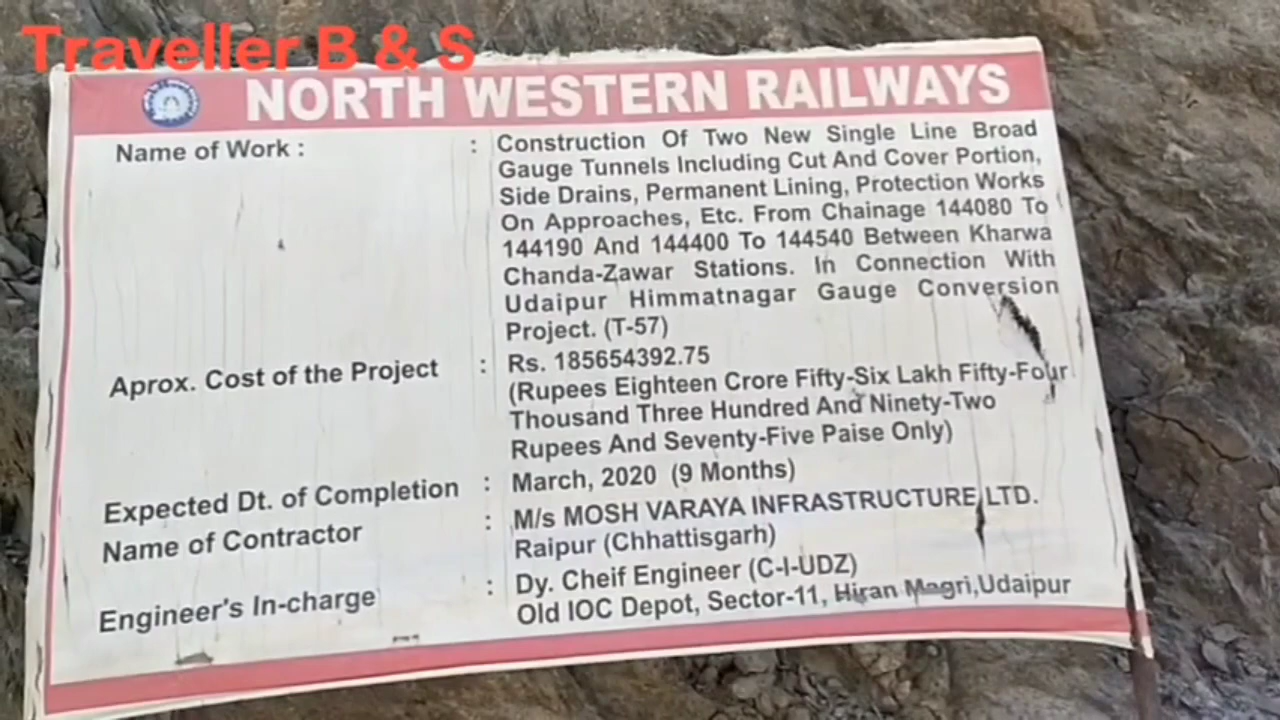 Traveller B & S
NORTH WESTERN RAILWAYS
Name of Work : : Construction Of Two New Single Line Broad
Gauge Tunnels Including Cut And Cover Portion,
Side Drains, Permanent Lining, Protection Works
On Approaches, Etc. From Chainage 144080 To
144190 And 144400 To 144540 Between Kharwa
Chanda-Zawar Stations. In Connection With
Udaipur Himmatnagar Gauge Conversion
Project. (T-57)
Aprox. Cost of the Project : Rs. 185654392.75
(Rupees Eighteen Crore Fifty-Six Lakh Fifty-Four
Thousand Three Hundred And Ninety-Two
Rupees And Seventy-Five Paise Only)
Expected Dt. of Completion : March, 2020 (9 Months)
Name of Contractor : M/s MOSH VARAYA INFRASTRUCTURE LTD.
Raipur (Chhattisgarh)
Engineer's In-charge : Dy. Cheif Engineer (C-I-UDZ)
Old IOC Depot, Sector-11, Hiran Magri,Udaipur